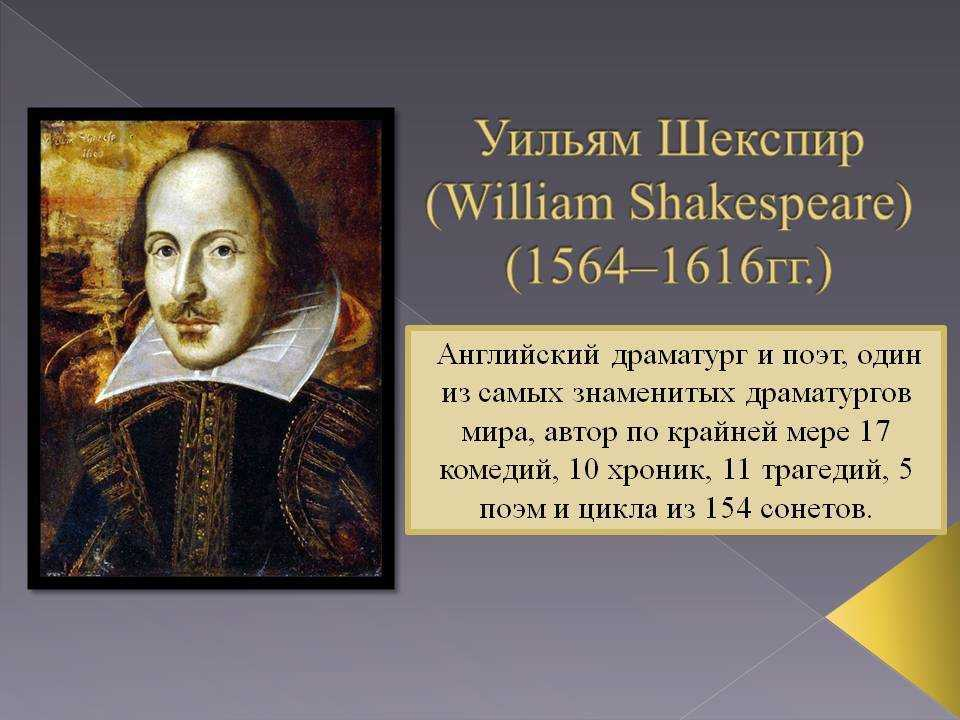 Уильям Шекспир
(William Shakespeare)
(1564–1616гг.)
Английский драматург и поэт, один
из самых знаменитых драматургов
мира, автор по крайней мере 17
комедий, 10 хроник, 11 трагедий, 5
поэм и цикла из 154 сонетов.